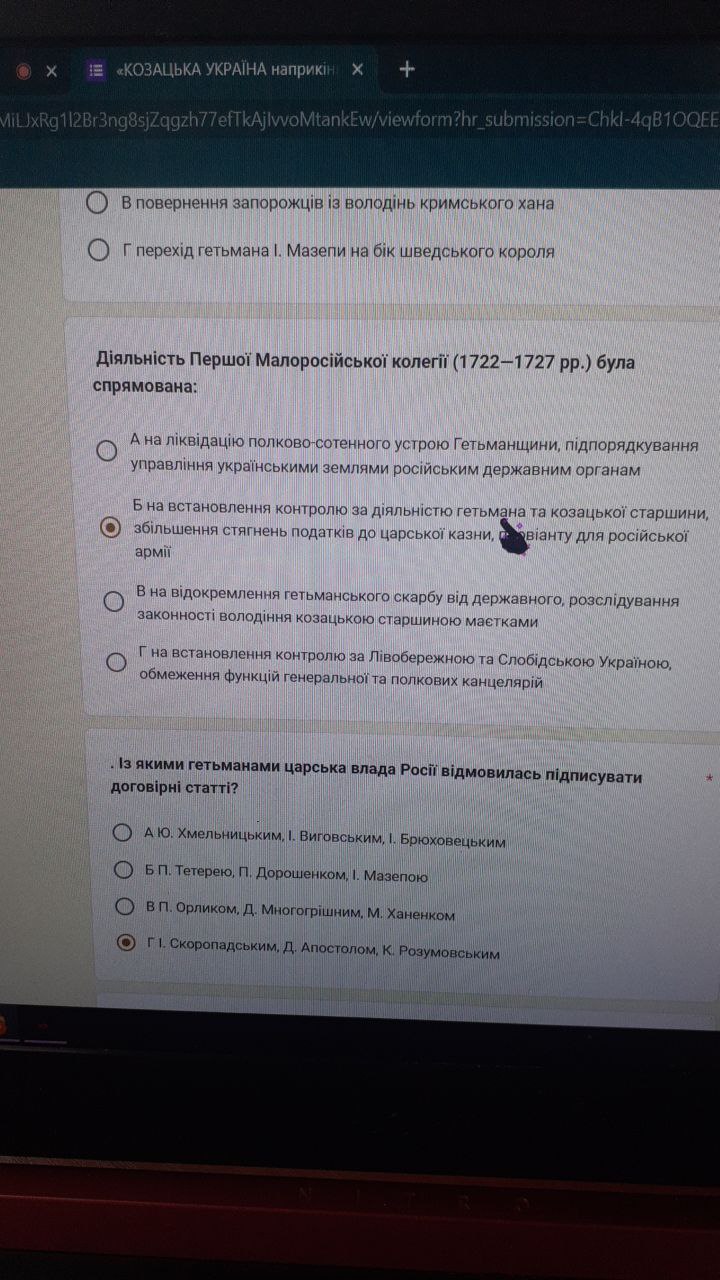 «КОЗАЦЬКА УКРАЇНА наприкін
MiLJxRg1l2Br3ng8sjZqgzh77efTkAjlvvoMtankEw/viewform?hr_submission=ChkI-4qB1OQEE
В повернення запорожців із володінь кримського хана
Г перехід гетьмана І. Мазепи на бік шведського короля
Діяльність Першої Малоросійської колегії (1722—1727 рр.) була
спрямована:
А на ліквідацію полково-сотенного устрою Гетьманщини, підпорядкування
управління українськими землями російським державним органам
Б на встановлення контролю за діяльністю гетьмана та козацької старшини,
збільшення стягнень податків до царської казни, провіанту для російської
армії
В на відокремлення гетьманського скарбу від державного, розслідування
законності володіння козацькою старшиною маєтками
Г на встановлення контролю за Лівобережною та Слобідською Україною,
обмеження функцій генеральної та полкових канцелярій
. Із якими гетьманами царська влада Росії відмовилась підписувати *
договірні статті?
А Ю. Хмельницьким, І. Виговським, І. Брюховецьким
Б П. Тетерею, П. Дорошенком, І. Мазепою
В П. Орликом, Д. Многогрішним, М. Ханенком
Г І. Скоропадським, Д. Апостолом, К. Розумовським
NITRO